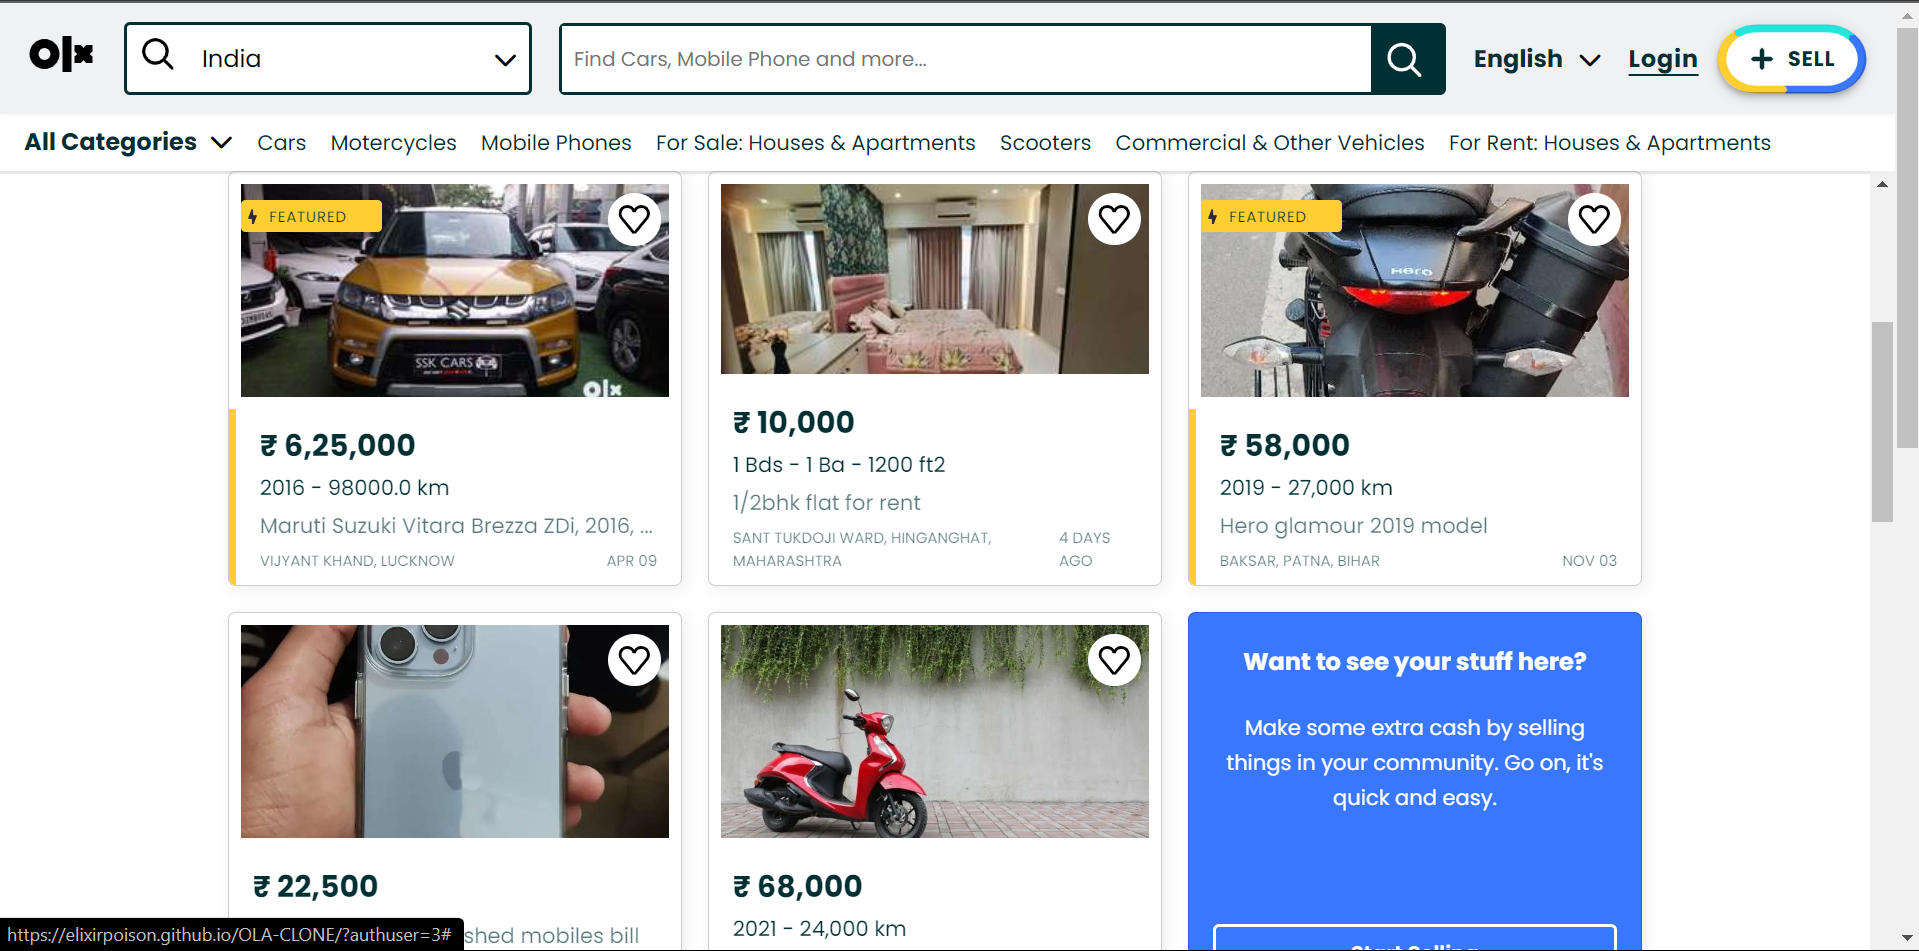 olx
India
Find Cars, Mobile Phone and more...
English
Login
+ SELL
All Categories
Cars
Motercycles
Mobile Phones
For Sale: Houses & Apartments
Scooters
Commercial & Other Vehicles
For Rent: Houses & Apartments
FEATURED
SSK CARS
olx
₹ 6,25,000
2016 - 98000.0 km
Maruti Suzuki Vitara Brezza ZDi, 2016, ...
VIJYANT KHAND, LUCKNOW
APR 09
₹ 10,000
1 Bds - 1 Ba - 1200 ft2
1/2bhk flat for rent
SANT TUKDOJI WARD, HINGANGHAT,
MAHARASHTRA
4 DAYS
AGO
FEATURED
Hero
₹ 58,000
2019 - 27,000 km
Hero glamour 2019 model
BAKSAR, PATNA, BIHAR
NOV 03
₹ 22,500
shed mobiles bill
₹ 68,000
2021 - 24,000 km
Want to see your stuff here?
Make some extra cash by selling
things in your community. Go on, it's
quick and easy.
Start Selling
https://elixirpoison.github.io/OLA-CLONE/?authuser=3#